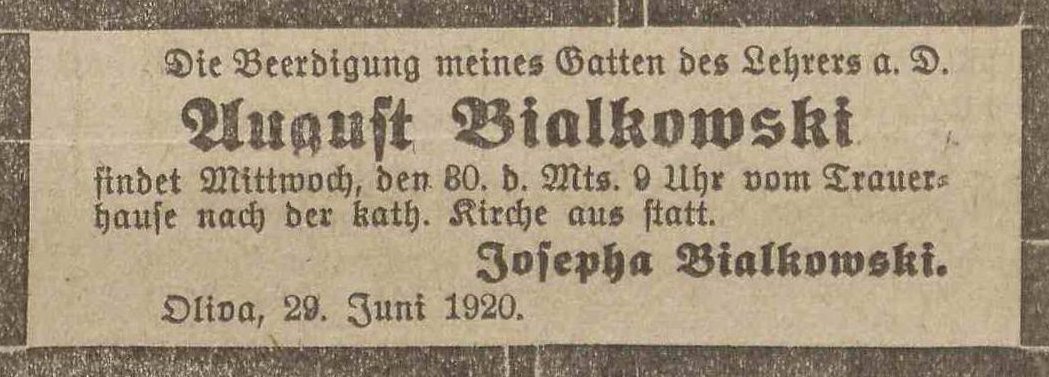 Die Beerdigung meines Gatten des Lehrers a. D.
August Bialkowski
findet Mittwoch, den 30. d. Mts. 9 Uhr vom Trauer-
hause nach der kath. Kirche aus statt.
Josepha Bialkowski.
Oliva, 29. Juni 1920.